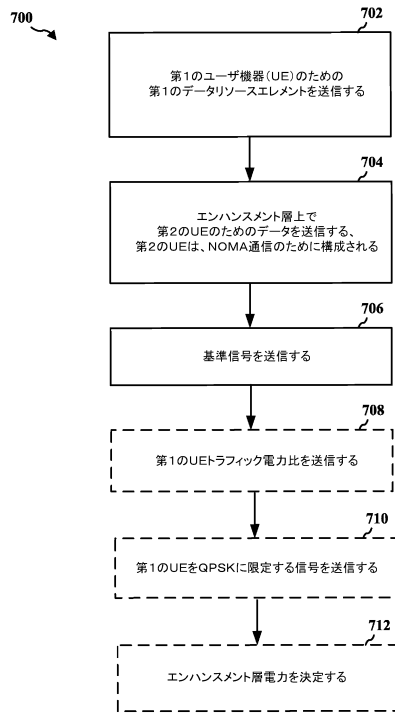 700
702
第1のユーザ機器（UE）のための
第1のデータリソースエレメントを送信する
704
エンハンスメント層上で
第2のUEのためのデータを送信する、
第2のUEは、NOMA通信のために構成される
706
基準信号を送信する
708
第1のUEトラフィック電力比を送信する
710
第1のUEをQPSKに限定する信号を送信する
712
エンハンスメント層電力を決定する